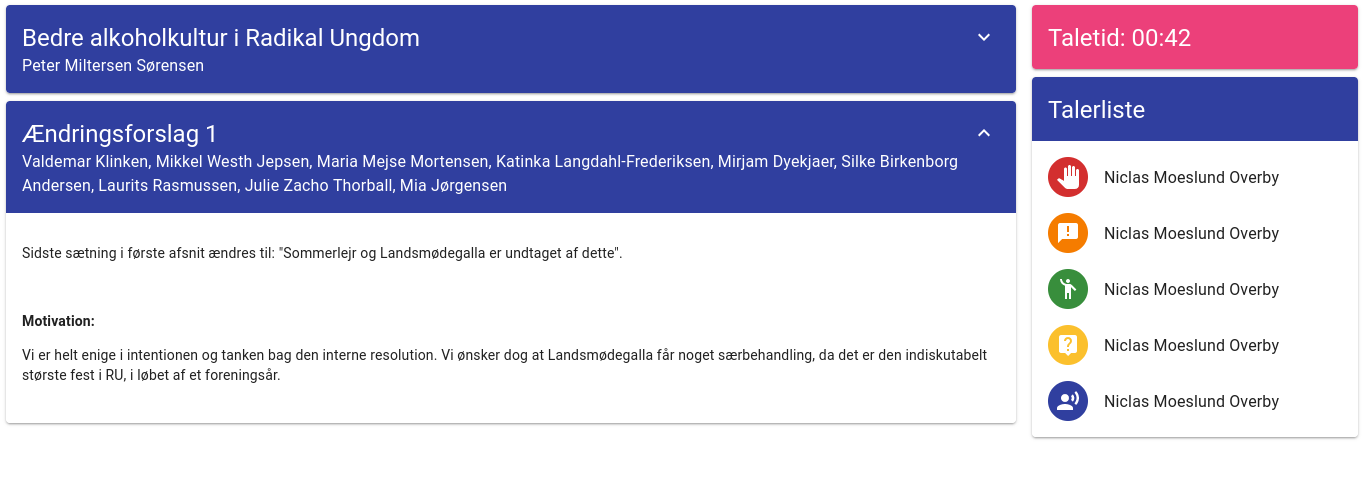 Bedre alkoholkultur i Radikal Ungdom
Peter Miltersen Sørensen
Ændringsforslag 1
Valdemar Klinken, Mikkel Westh Jepsen, Maria Mejse Mortensen, Katinka Langdahl-Frederiksen, Mirjam Dyekjaer, Silke Birkenborg
Andersen, Laurits Rasmussen, Julie Zacho Thorball, Mia Jørgensen
Sidste sætning i første afsnit ændres til: "Sommerlejr og Landsmødegalla er undtaget af dette".
Motivation:
Vi er helt enige i intentionen og tanken bag den interne resolution. Vi ønsker dog at Landsmødegalla får noget særbehandling, da det er den indiskutabelt
største fest i RU, i løbet af et foreningsår.
Taletid: 00:42
Talerliste
Niclas Moeslund Overby
Niclas Moeslund Overby
Niclas Moeslund Overby
Niclas Moeslund Overby
Niclas Moeslund Overby